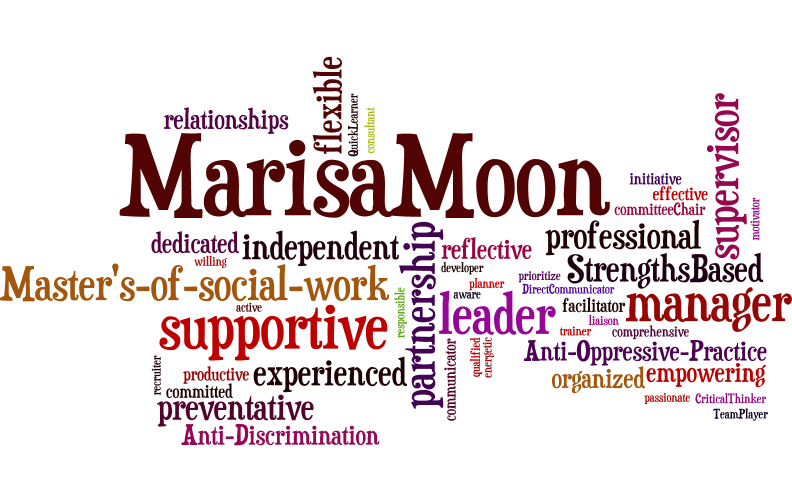 flexible
QuickLearner
consultant
relationships
supervisor
MarisaMoon
initiative
effective
committeeChair
motivator
dedicated
independent
partnership
reflective
professional
willing
developer
StrengthsBased
Master's-of-social-work
planner
prioritize
DirectCommunicator
aware
active
responsible
leader
facilitator
manager
supportive
liaison
trainer
comprehensive
Anti-Oppressive-Practice
recruiter
productive
experienced
communicator
qualified
energetic
organized
empowering
committed
preventative
passionate
CriticalThinker
TeamPlayer
Anti-Discrimination